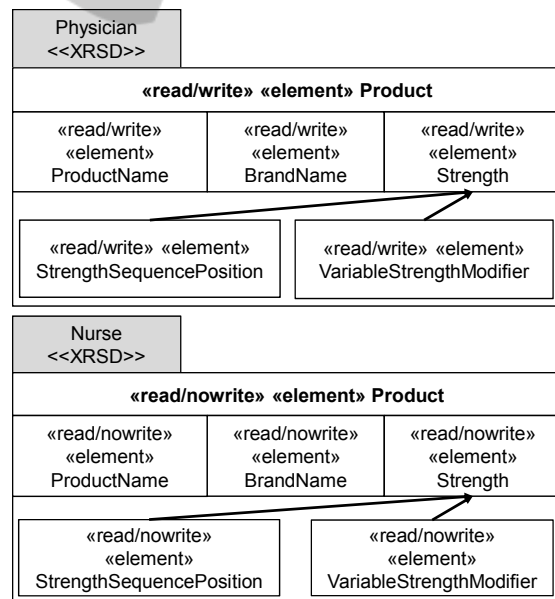 Physician
<<XRSD>>
«read/write» «element» Product
«read/write»
«element»
ProductName
«read/write»
«element»
BrandName
«read/write»
«element»
Strength
«read/write» «element»
StrengthSequencePosition
«read/write» «element»
VariableStrengthModifier
Nurse
<<XRSD>>
«read/nowrite» «element» Product
«read/nowrite»
«element»
ProductName
«read/nowrite»
«element»
BrandName
«read/nowrite»
«element»
Strength
«read/nowrite»
«element»
StrengthSequencePosition
«read/nowrite»
«element»
VariableStrengthModifier